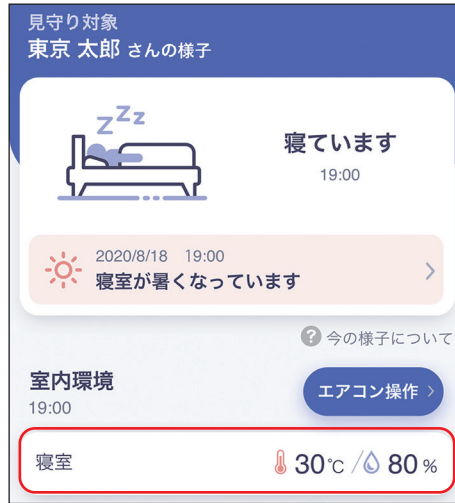 見守り対象
東京 太郎 さんの様子
zZzz
寝ています
19:00
2020/8/18 19:00
寝室が暑くなっています
? 今の様子について
室内環境
19:00
エアコン操作 >
寝室 30℃ / 80%